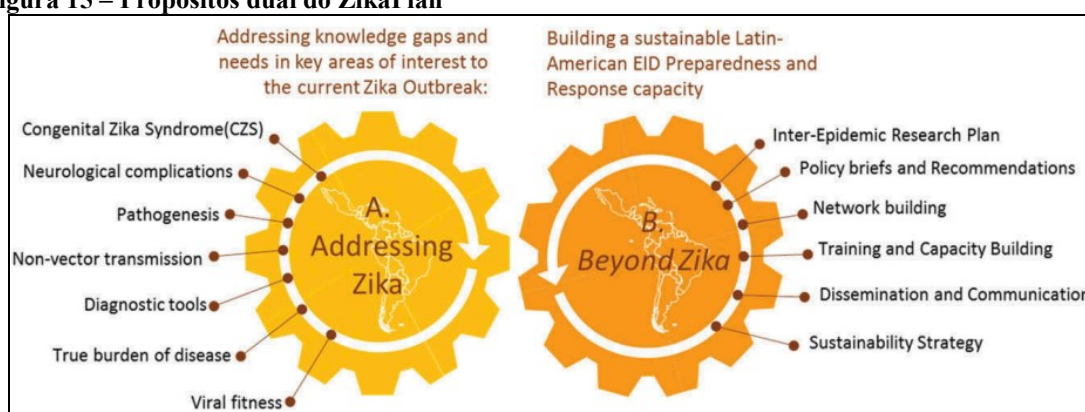 – Propósitos dual do ZikaPlan
Addressing knowledge gaps and
needs in key areas of interest to
the current Zika Outbreak:
Congenital Zika Syndrome(CZS)
Neurological complications
Pathogenesis
Non-vector transmission
Diagnostic tools
True burden of disease
Viral fitness
A.
Addressing
Zika
Building a sustainable Latin-
American EID Preparedness and
Response capacity
B.
Beyond Zika
Inter-Epidemic Research Plan
Policy briefs and Recommendations
Network building
Training and Capacity Building
Dissemination and Communication
Sustainability Strategy